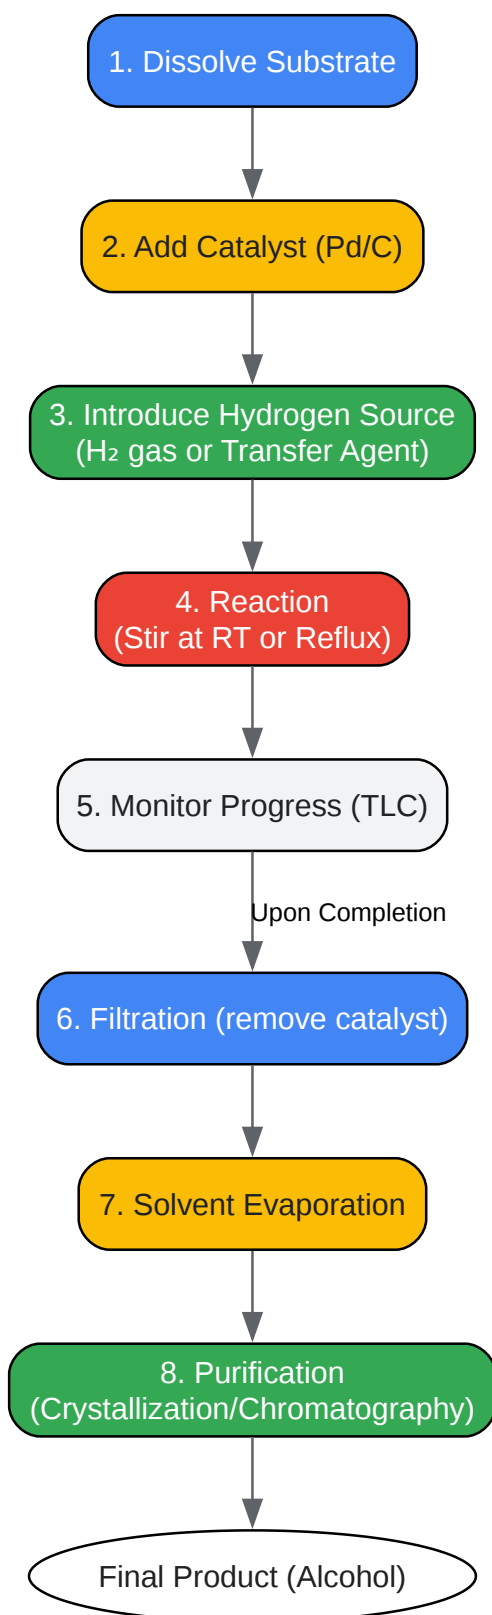 1. Dissolve Substrate
2. Add Catalyst (Pd/C)
3. Introduce Hydrogen Source
(H₂ gas or Transfer Agent)
4. Reaction
(Stir at RT or Reflux)
5. Monitor Progress (TLC)
Upon Completion
6. Filtration (remove catalyst)
7. Solvent Evaporation
8. Purification
(Crystallization/Chromatography)
Final Product (Alcohol)